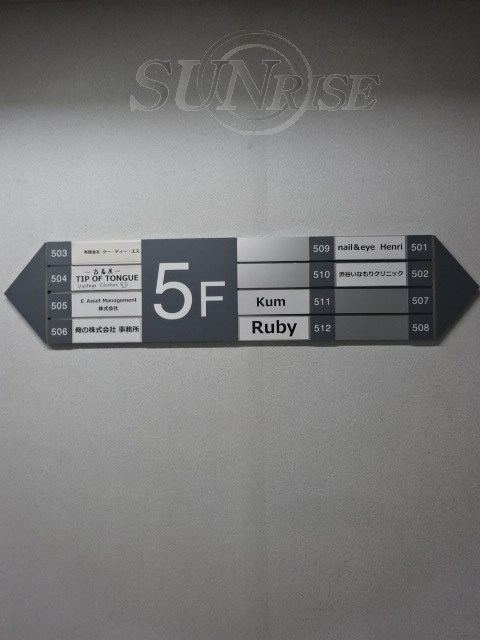 SUNRISE
503 有限会社 ケー・ディー・エス
504 ―古着屋―
TIP OF TONGUE
Vintage Clothes
505 E Asset Management
株式会社
506 俺の株式会社 事務所
5F
509 nail&eye Henri 501
510 渋谷いなもりクリニック 502
Kum 511 507
Ruby 512 508